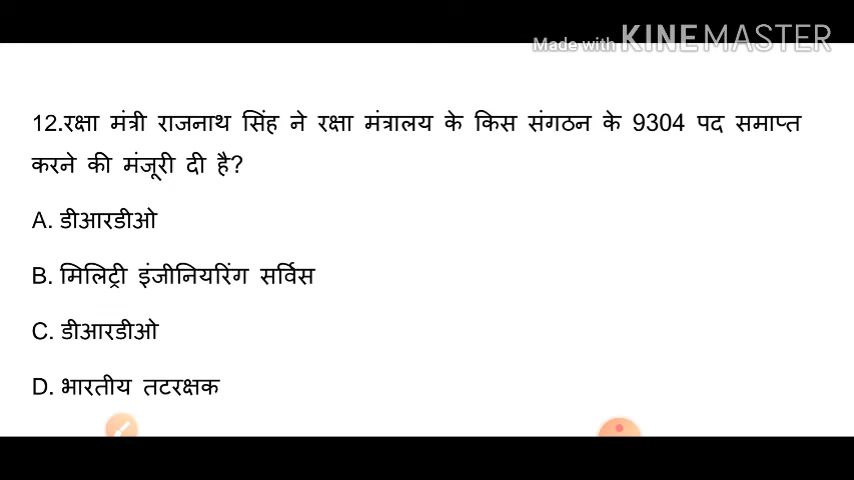 Made with KINEMASTER
12.रक्षा मंत्री राजनाथ सिंह ने रक्षा मंत्रालय के किस संगठन के 9304 पद समाप्त
करने की मंजूरी दी है?
A. डीआरडीओ
B. मिलिट्री इंजीनियरिंग सर्विस
C. डीआरडीओ
D. भारतीय तटरक्षक